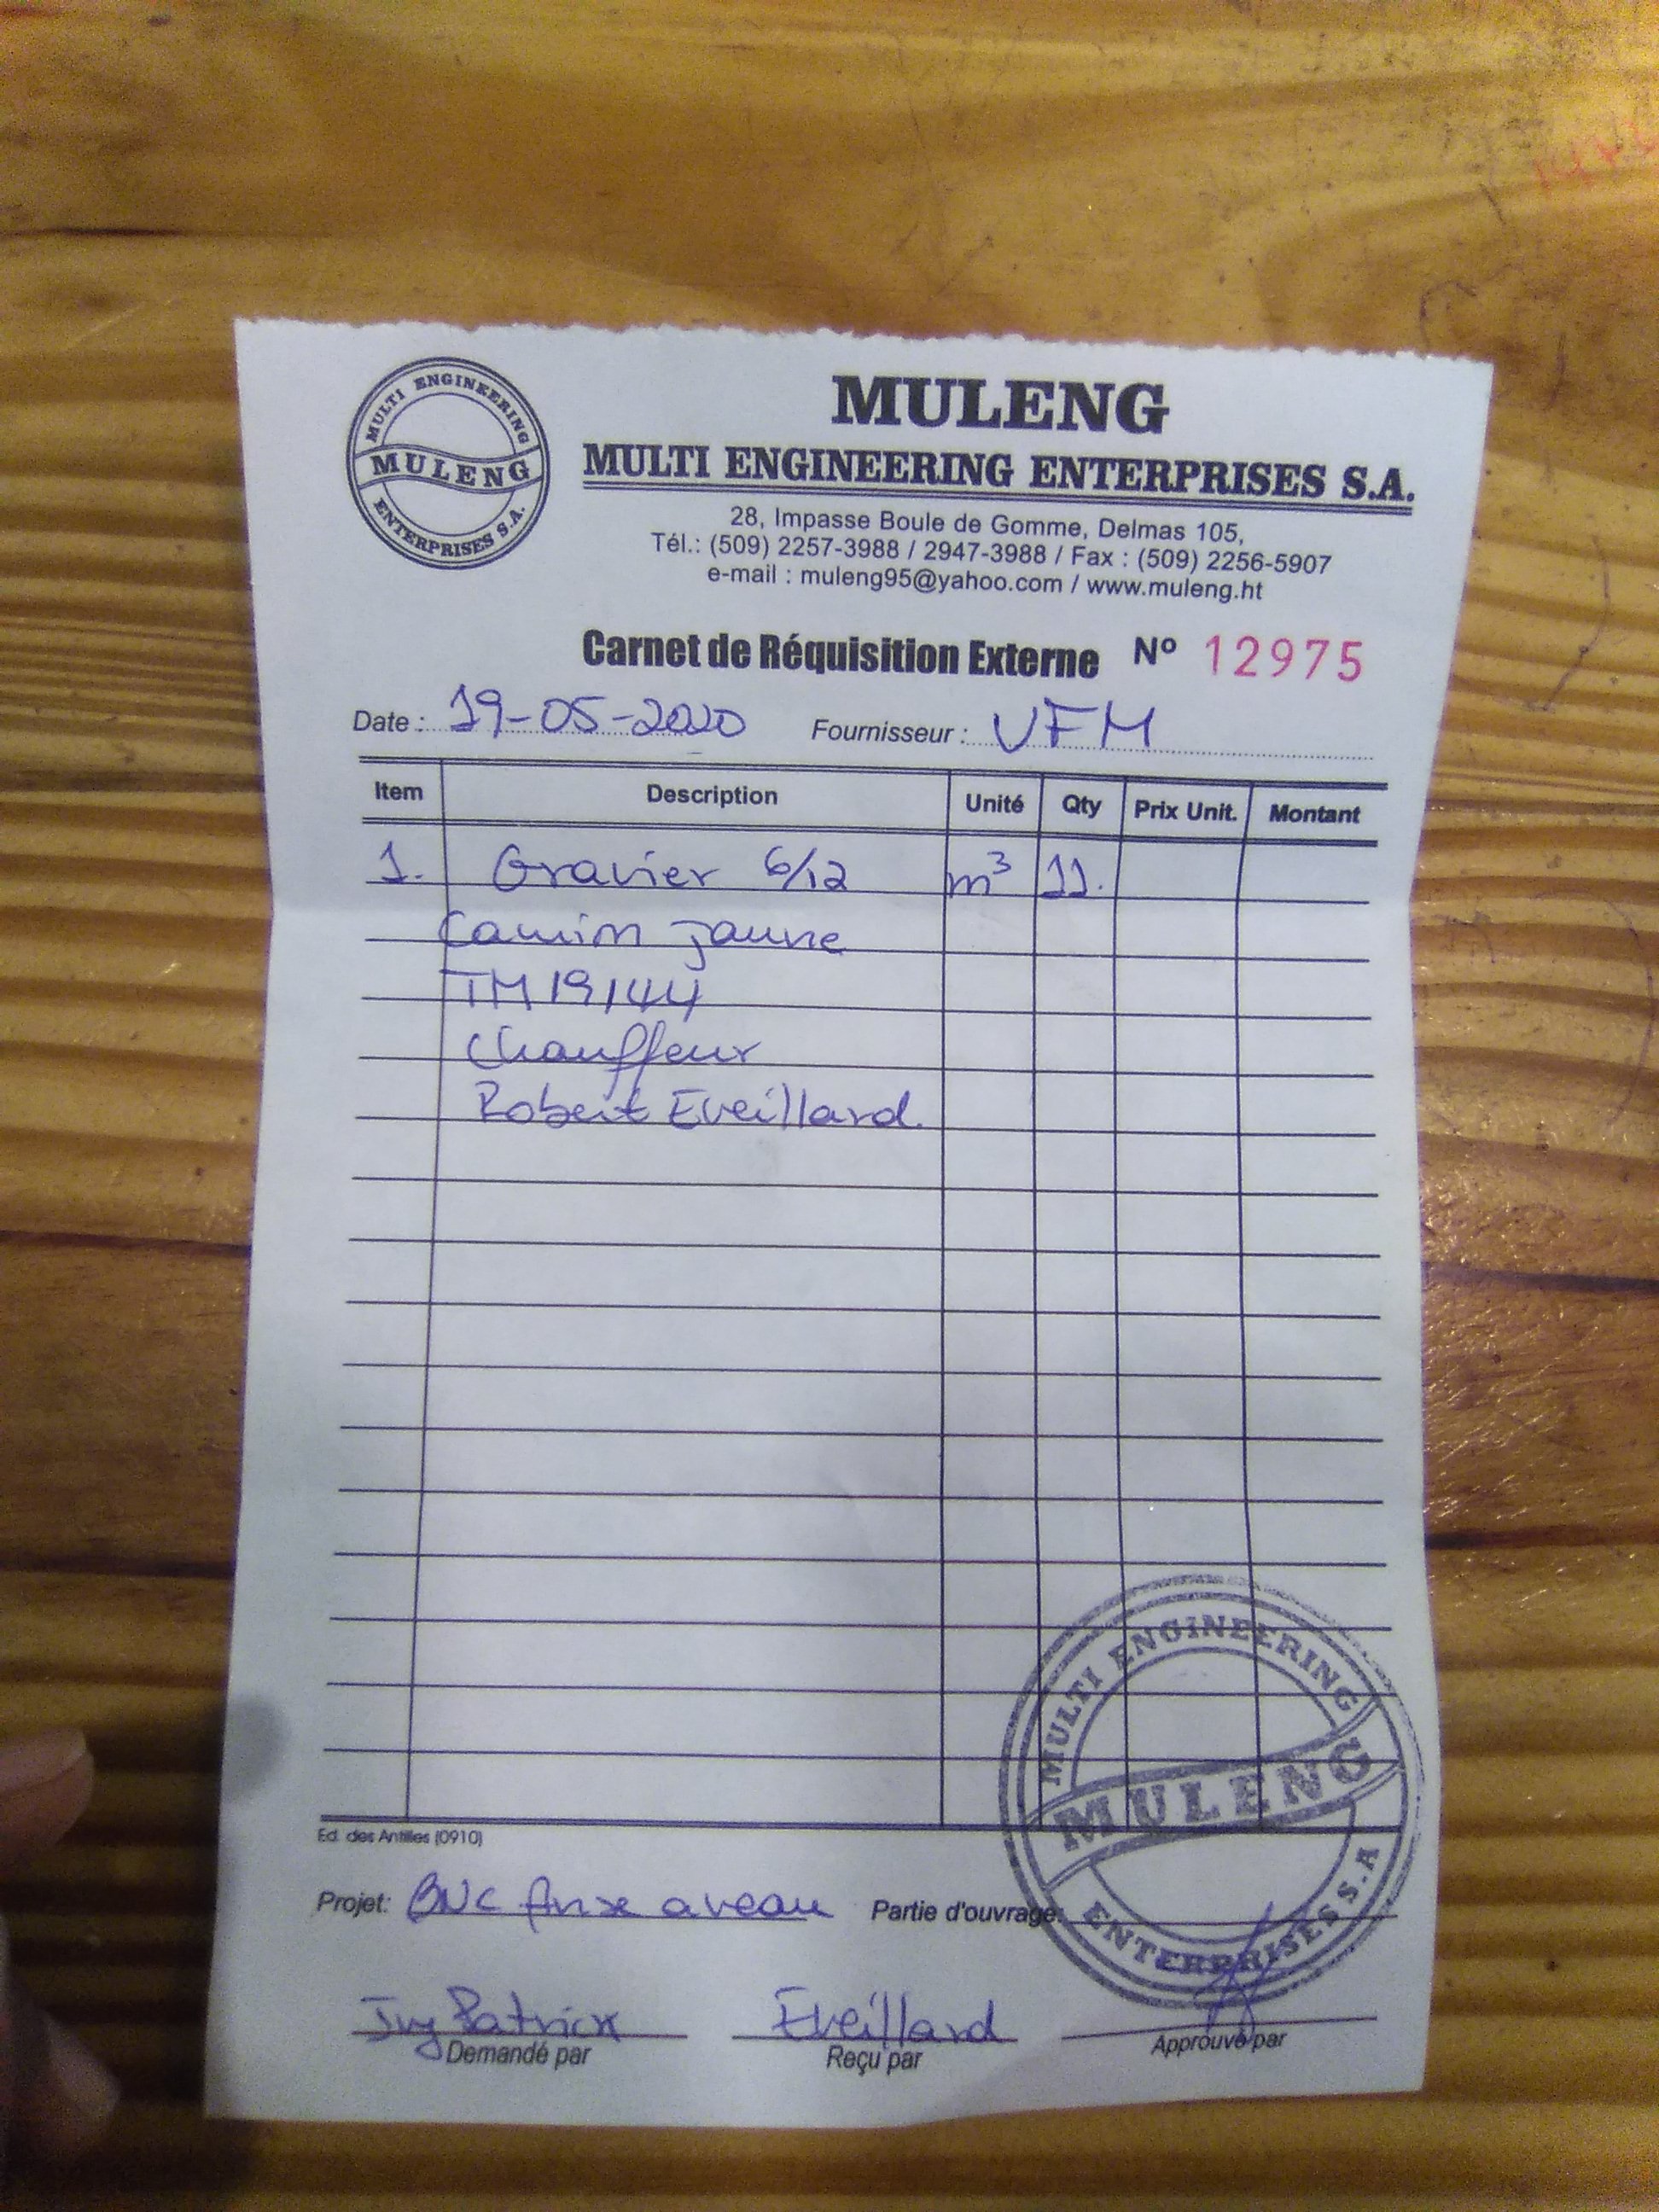 MULTI ENGINEERING
MULENG
ENTERPRISES S.A.
MULENG
MULTI ENGINEERING ENTERPRISES S.A.
28, Impasse Boule de Gomme, Delmas 105,
Tél.: (509) 2257-3988 / 2947-3988 / Fax : (509) 2256-5907
e-mail : muleng95@yahoo.com / www.muleng.ht
Carnet de Réquisition Externe Nº 12975
Date : 19-05-2020 Fournisseur : VFM
Item Description Unité Qty Prix Unit. Montant
1. Gravier 6/12 m³ 11.
Camion jaune
TM19144
Chauffeur
Robert Eveillard.
MULTI ENGINEERING
MULENG
ENTERPRISES S.A
Ed. des Antilles (0910)
Projet: BNC Anse aveau Partie d'ouvrage:
Patrick Eveillard
Demandé par Reçu par Approuvé par